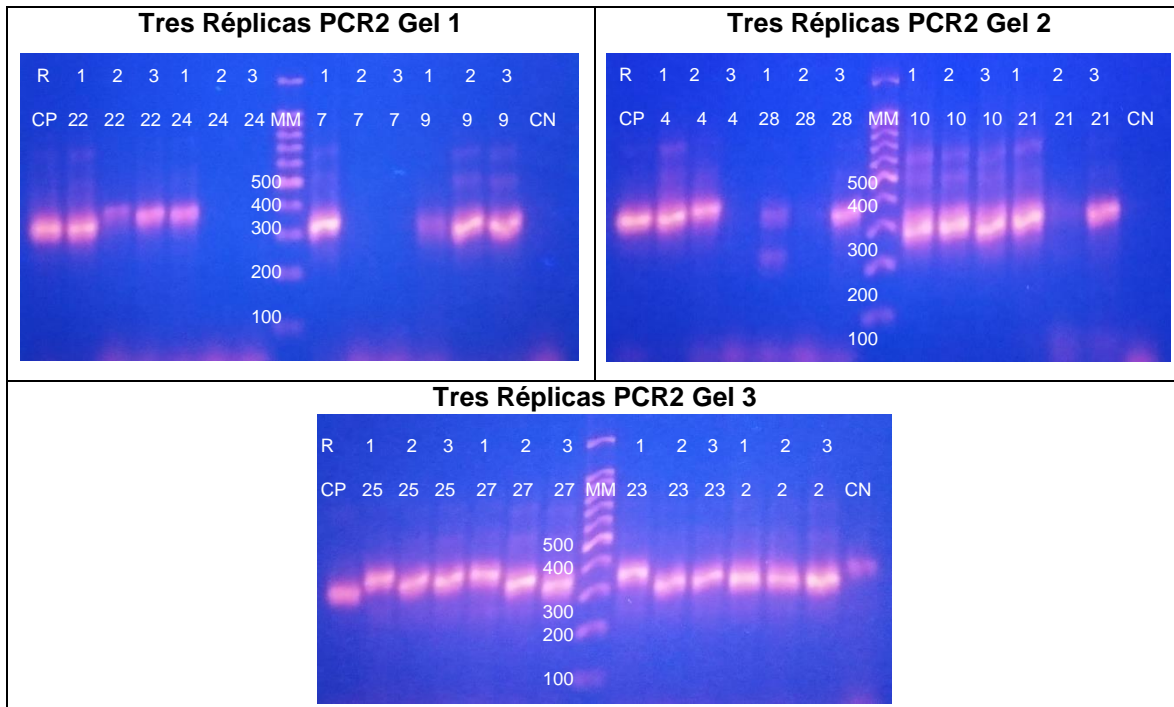 Tres Réplicas PCR2 Gel 1
R 1 2 3 1 2 3 1 2 3 1 2 3
CP 22 22 22 24 24 24 MM 7 7 7 9 9 9 CN
500
400
300
200
100
Tres Réplicas PCR2 Gel 2
R 1 2 3 1 2 3 1 2 3 1 2 3
CP 4 4 4 28 28 28 MM 10 10 10 21 21 21 CN
500
400
300
200
100
Tres Réplicas PCR2 Gel 3
R 1 2 3 1 2 3 1 2 3 1 2 3
CP 25 25 25 27 27 27 MM 23 23 23 2 2 2 CN
500
400
300
200
100